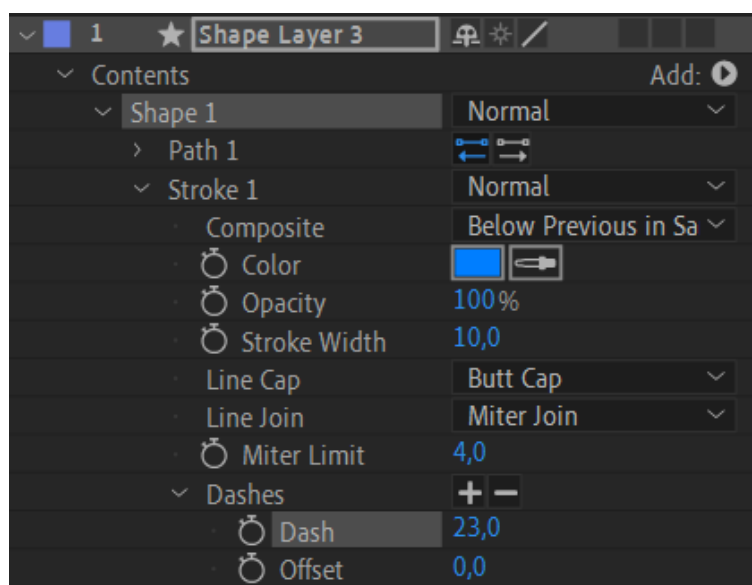 1 Shape Layer 3
Contents Add:
Shape 1 Normal
Path 1
Stroke 1 Normal
Composite Below Previous in Sa
Color
Opacity 100%
Stroke Width 10,0
Line Cap Butt Cap
Line Join Miter Join
Miter Limit 4,0
Dashes + −
Dash 23,0
Offset 0,0